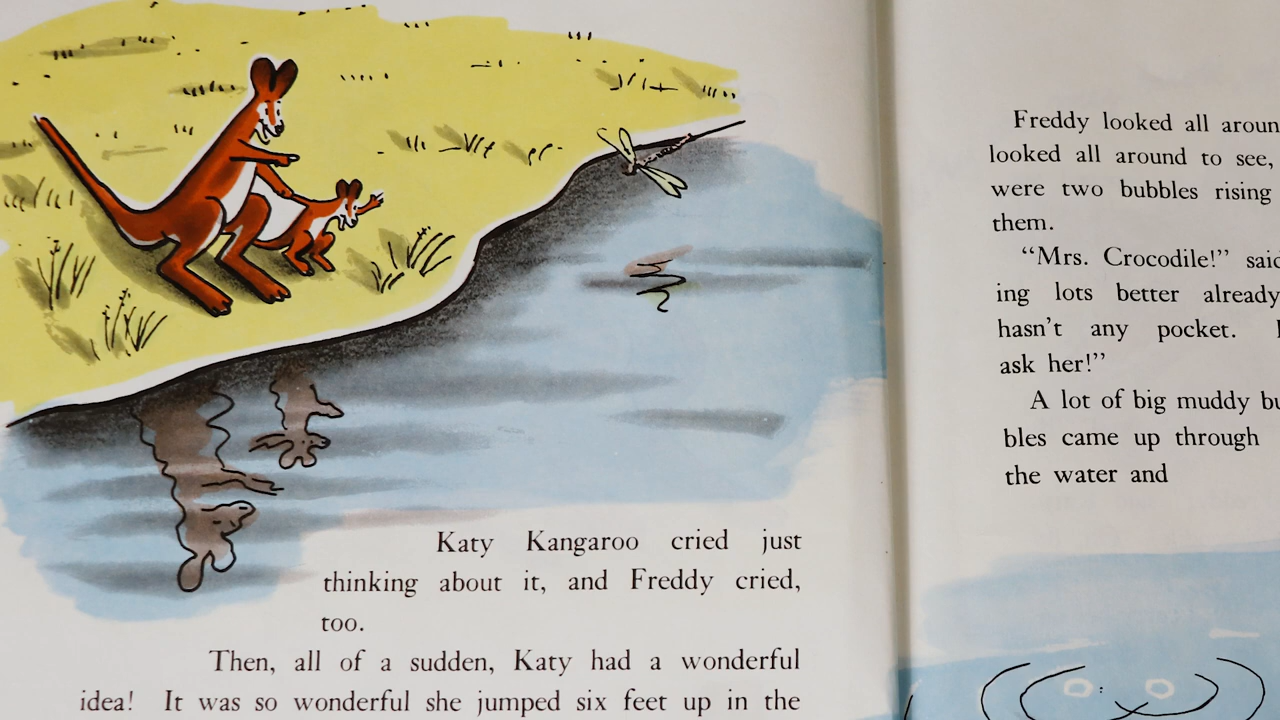 Katy Kangaroo cried just
thinking about it, and Freddy cried,
too.
Then, all of a sudden, Katy had a wonderful
idea! It was so wonderful she jumped six feet up in the
Freddy looked all aroun
looked all around to see,
were two bubbles rising
them.
“Mrs. Crocodile!” said
ing lots better already
hasn’t any pocket.
ask her!”
A lot of big muddy bu
bles came up through
the water and